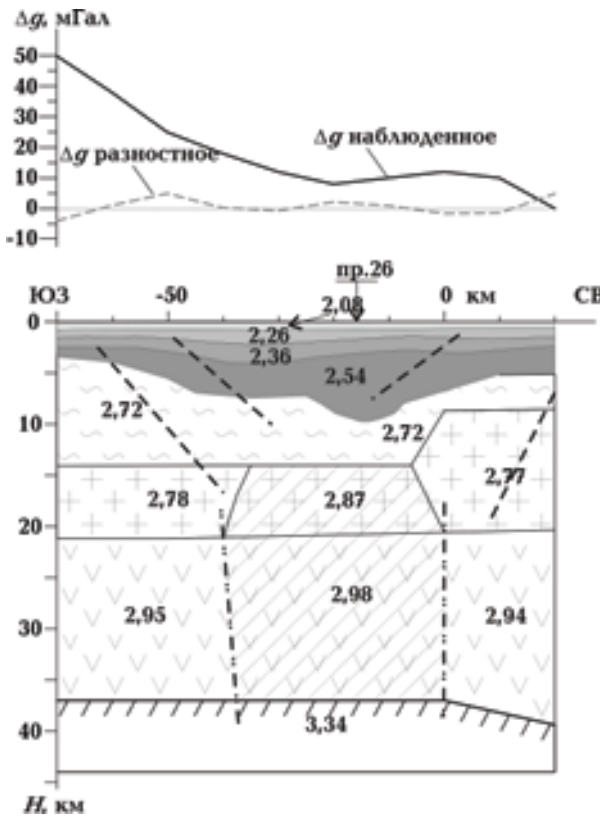 Δg, мГал
50
40
30
20
10
0
-10
Δg разностное
Δg наблюденное
пр.26
ЮЗ -50 0 км СВ
2,08
0
2,26
2,36
2,54
2,72 2,72
10
2,78 2,87 2,77
20
2,95 2,98 2,94
30
3,34
40
H, км